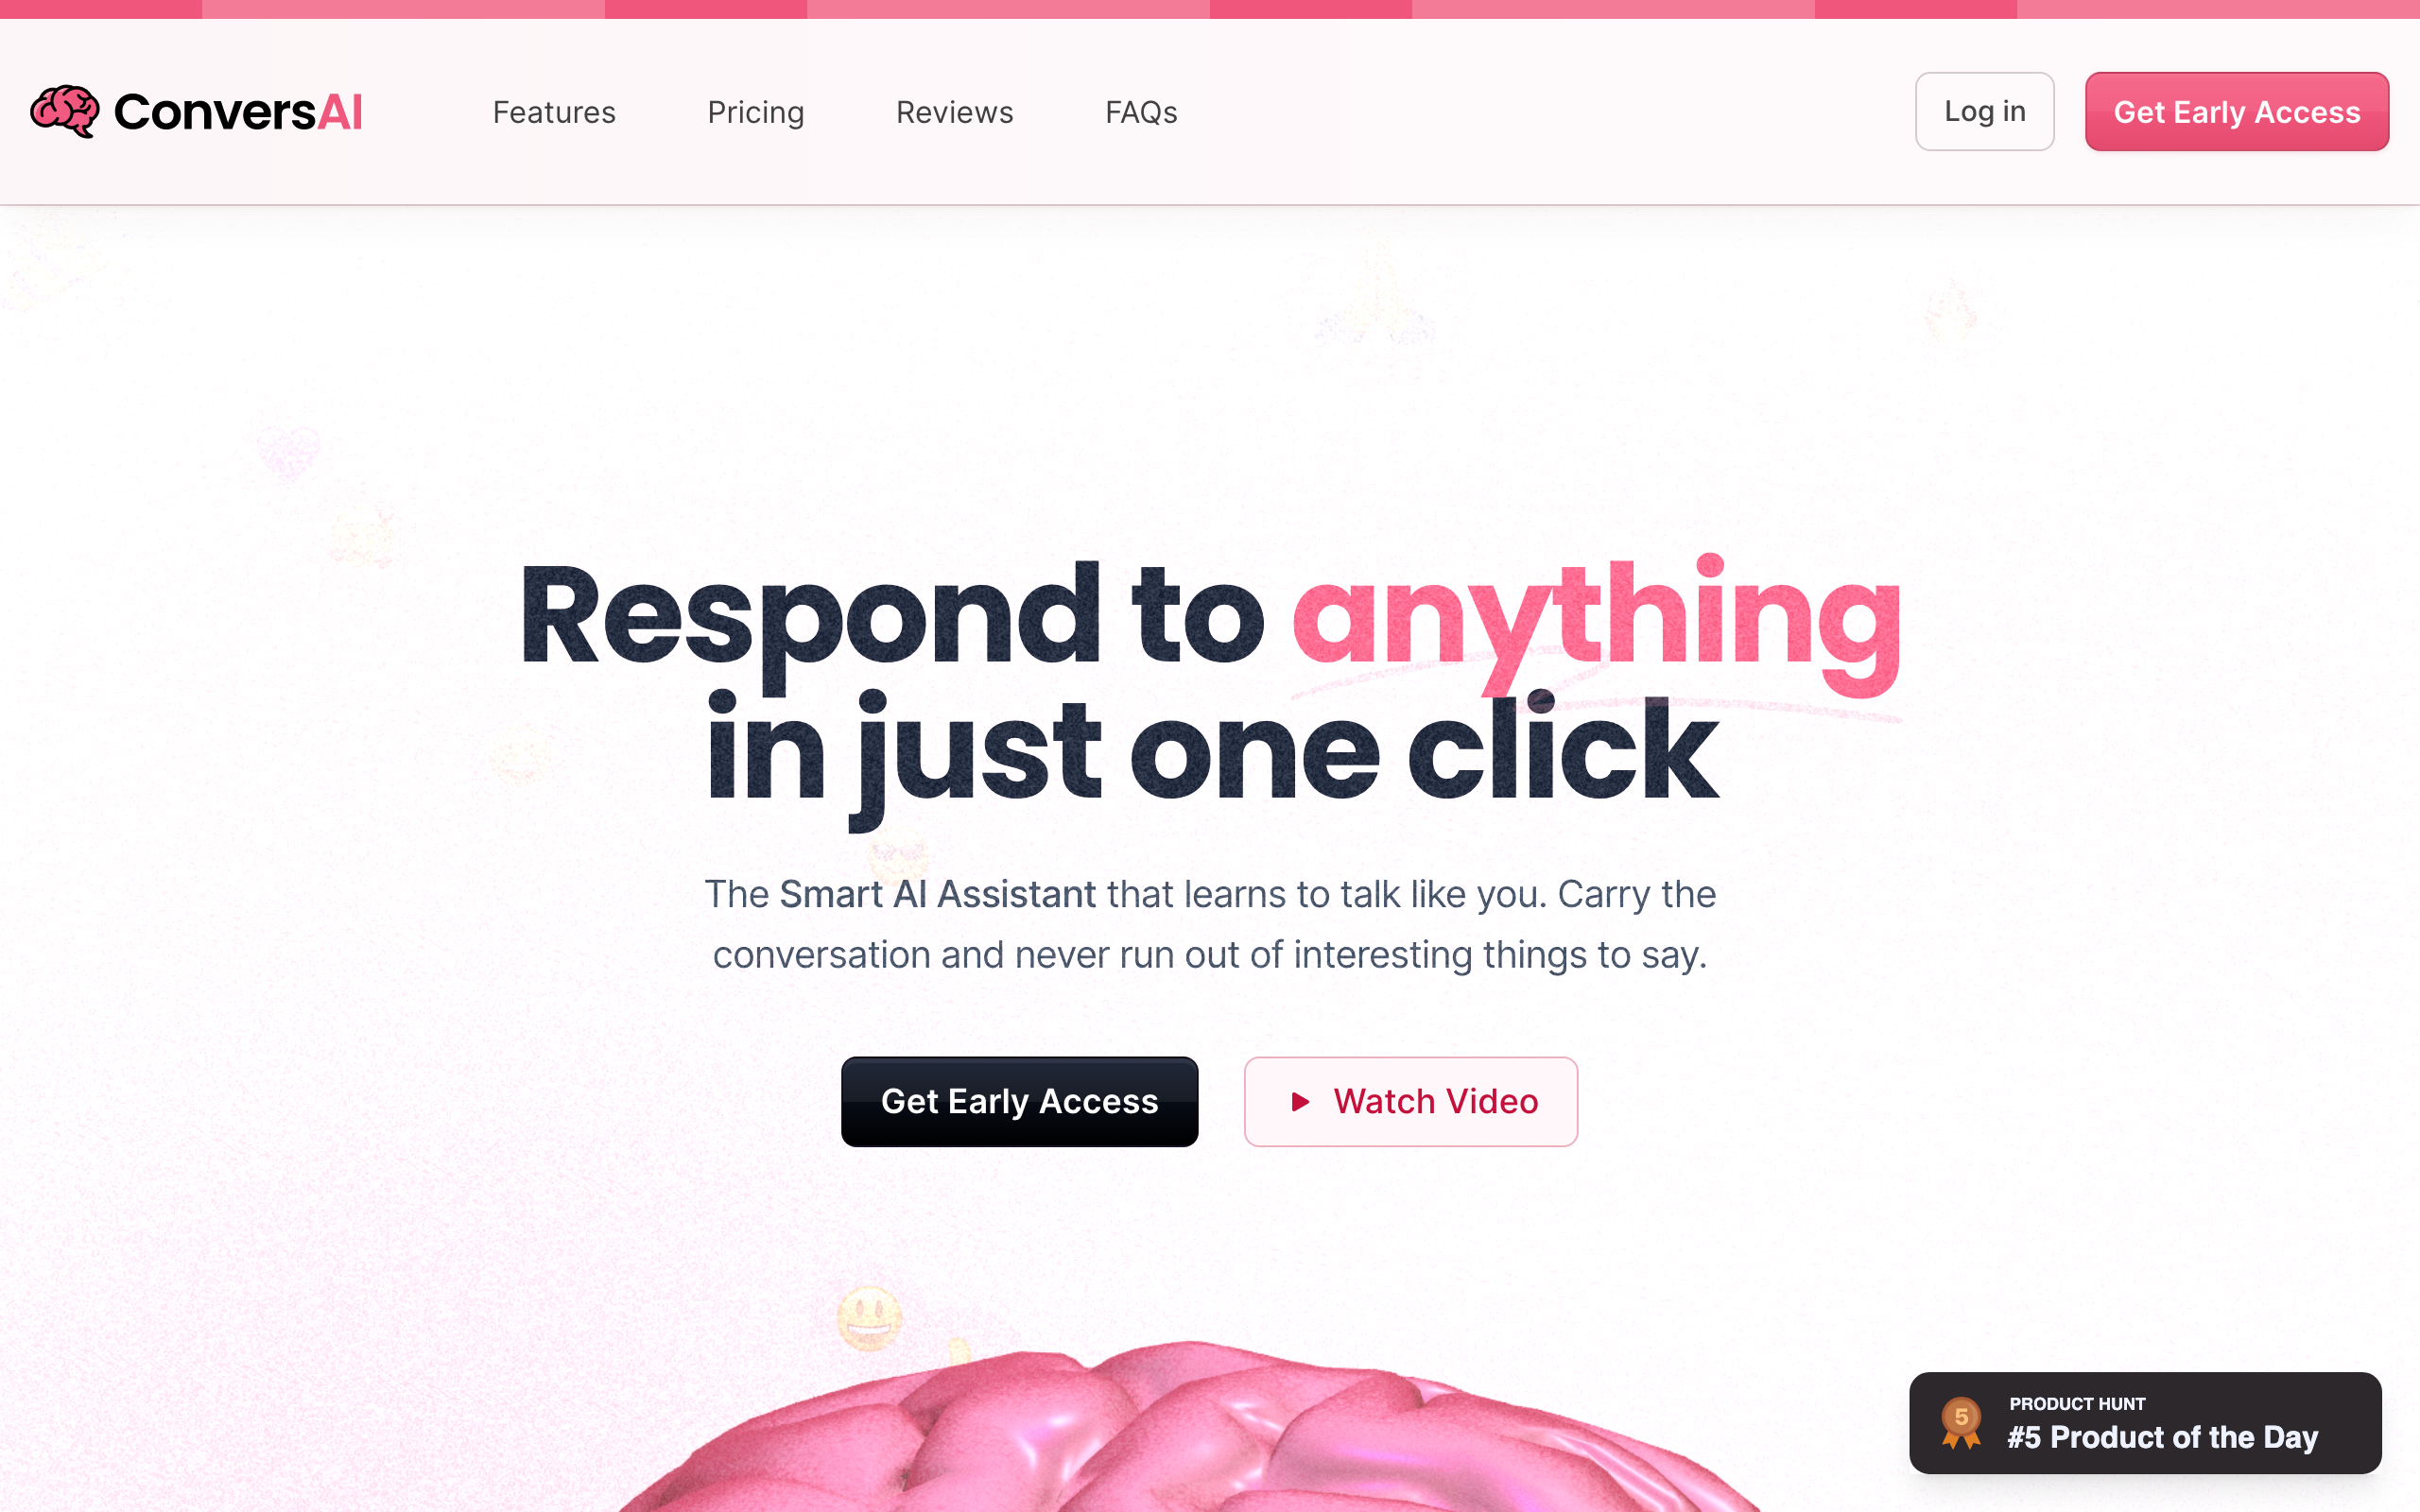 ConversAI
Features
Pricing
Reviews
FAQs
Log in
Get Early Access
Respond to anything
in just one click
The Smart AI Assistant that learns to talk like you. Carry the
conversation and never run out of interesting things to say.
Get Early Access
Watch Video
5
PRODUCT HUNT
#5 Product of the Day